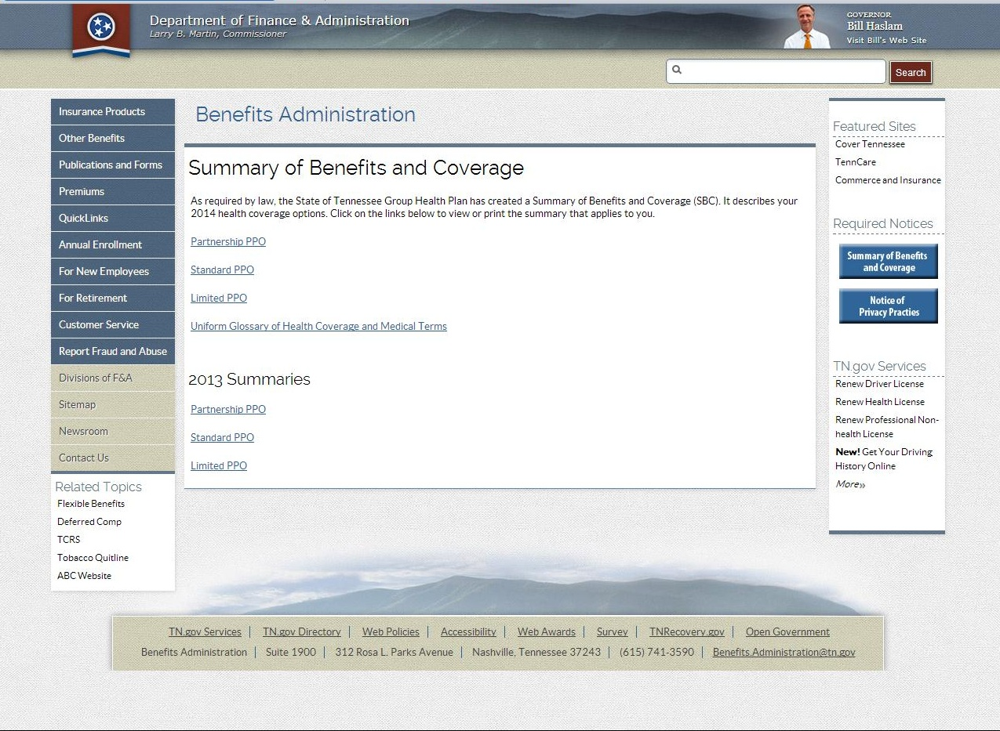 Department of Finance & Administration
Larry B. Martin, Commissioner
GOVERNOR
Bill Haslam
Visit Bill's Web Site
Search
Insurance Products
Other Benefits
Publications and Forms
Premiums
QuickLinks
Annual Enrollment
For New Employees
For Retirement
Customer Service
Report Fraud and Abuse
Divisions of F&A
Sitemap
Newsroom
Contact Us
Related Topics
Flexible Benefits
Deferred Comp
TCRS
Tobacco Quitline
ABC Website
Benefits Administration
Summary of Benefits and Coverage
As required by law, the State of Tennessee Group Health Plan has created a Summary of Benefits and Coverage (SBC). It describes your
2014 health coverage options. Click on the links below to view or print the summary that applies to you.
Partnership PPO
Standard PPO
Limited PPO
Uniform Glossary of Health Coverage and Medical Terms
2013 Summaries
Partnership PPO
Standard PPO
Limited PPO
Featured Sites
Cover Tennessee
TennCare
Commerce and Insurance
Required Notices
Summary of Benefits
and Coverage
Notice of
Privacy Practies
TN.gov Services
Renew Driver License
Renew Health License
Renew Professional Non-
health License
New! Get Your Driving
History Online
More»
TN.gov Services | TN.gov Directory | Web Policies | Accessibility | Web Awards | Survey | TNRecovery.gov | Open Government
Benefits Administration | Suite 1900 | 312 Rosa L. Parks Avenue | Nashville, Tennessee 37243 | (615) 741-3590 | Benefits.Administration@tn.gov